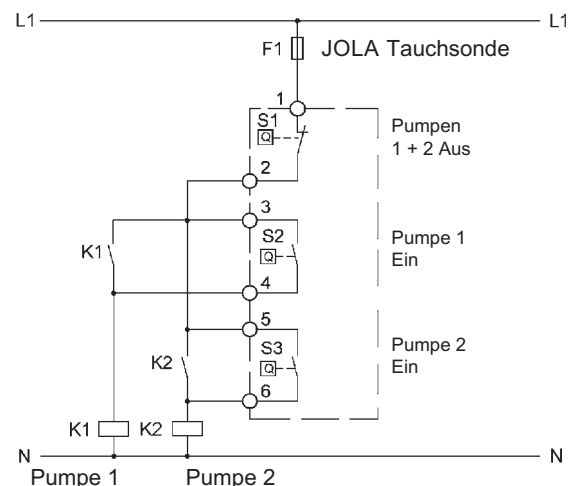 L1 L1
F1 JOLA Tauchsonde
1
S1
Q
Pumpen
1 + 2 Aus
2
3
K1
S2
Q
Pumpe 1
Ein
4
5
K2
S3
Q
Pumpe 2
Ein
6
K1 K2
N N
Pumpe 1 Pumpe 2